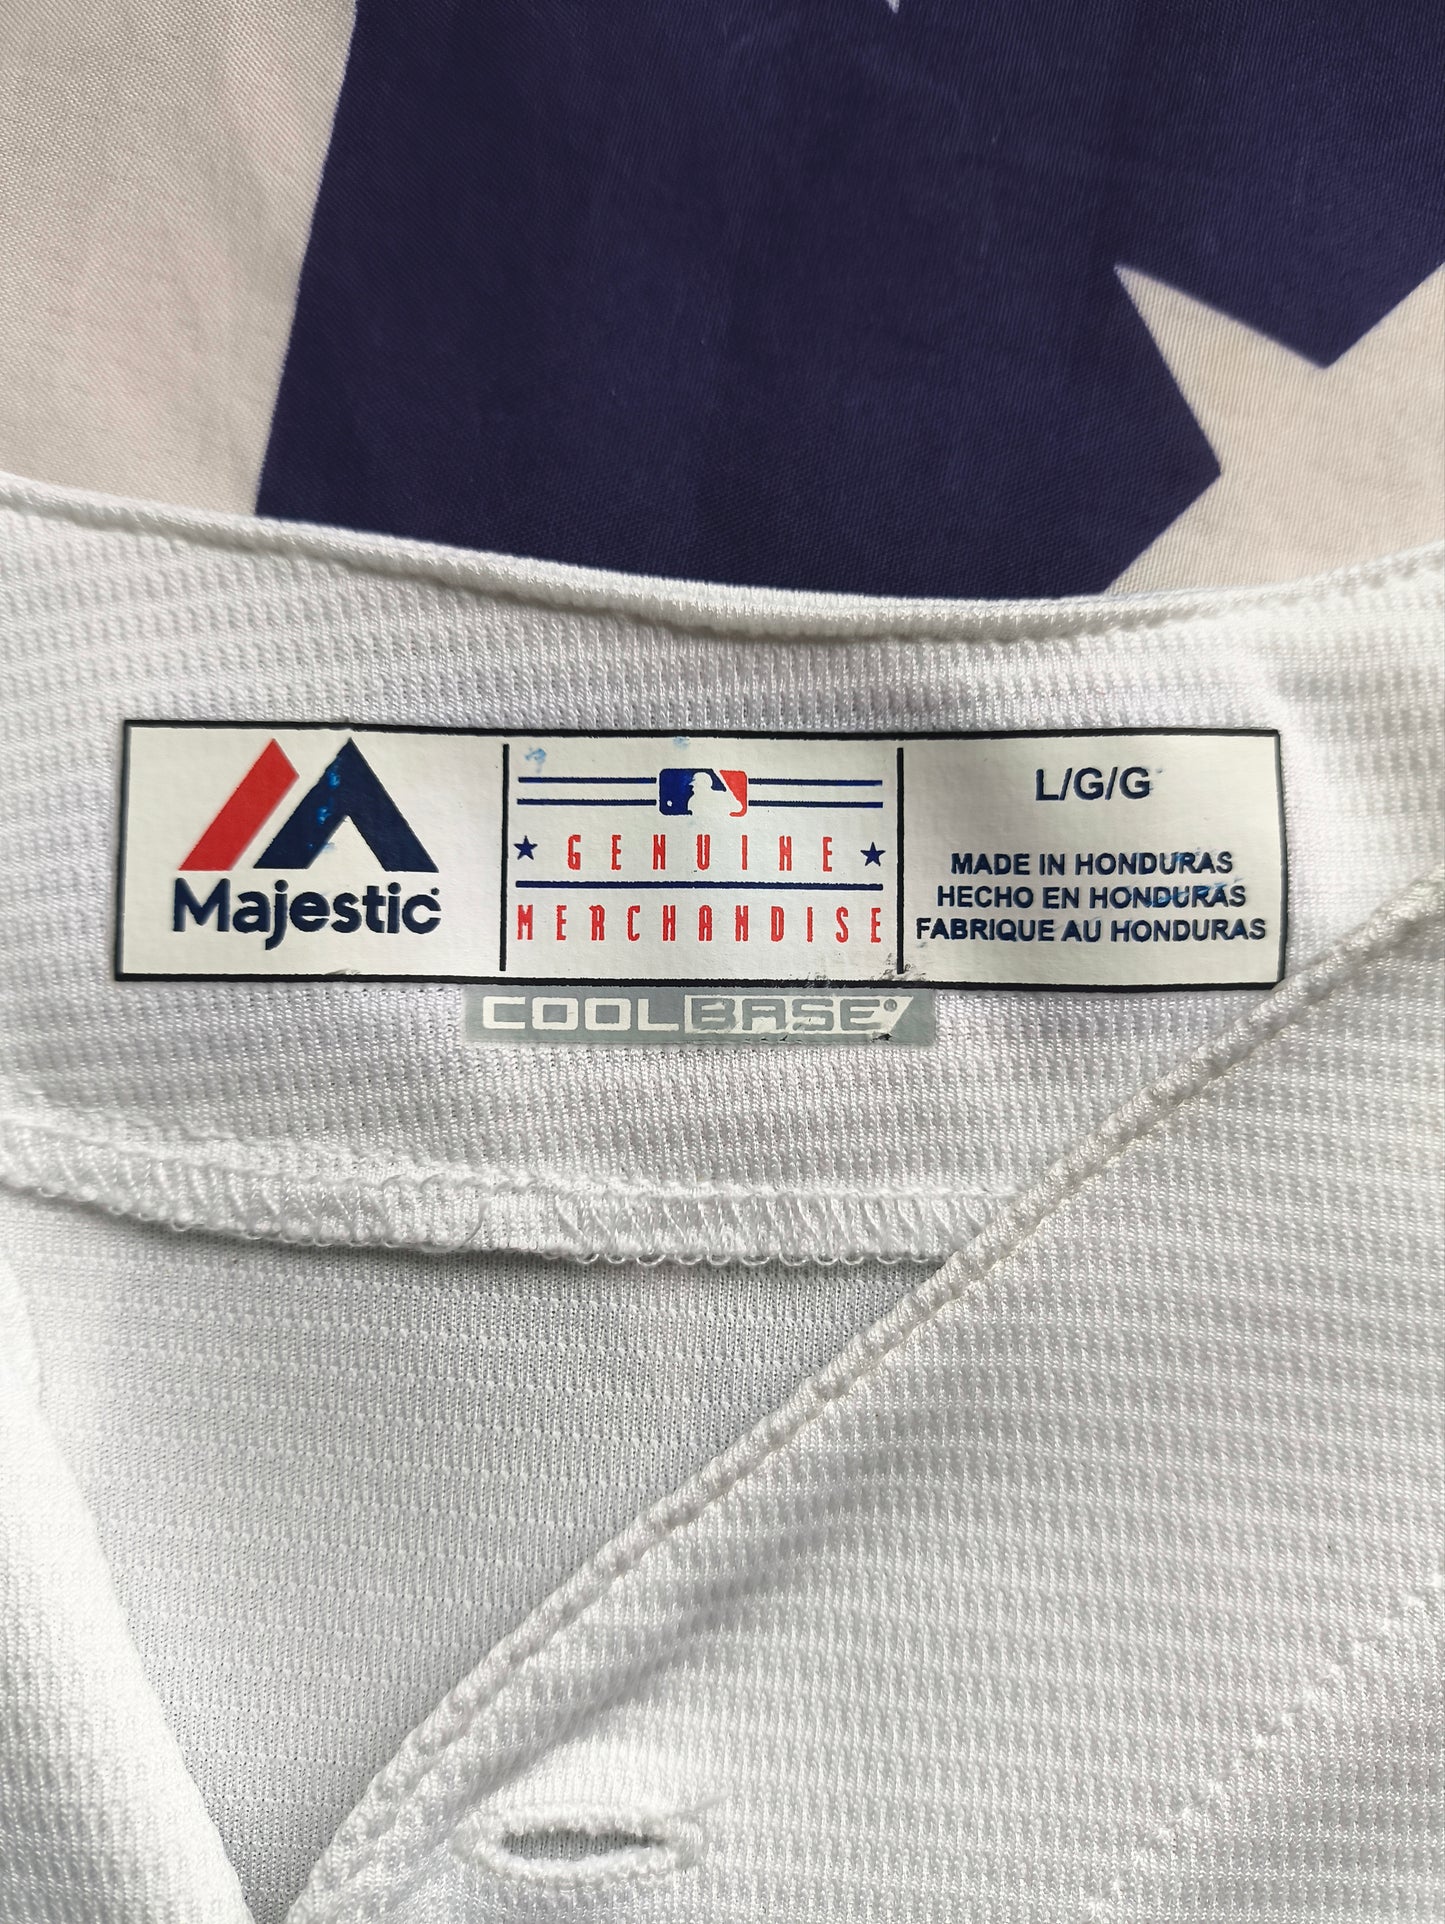 Majestic
GENUINE
MERCHANDISE
L/G/G
MADE IN HONDURAS
HECHO EN HONDURAS
FABRIQUE AU HONDURAS
COOLBASE®